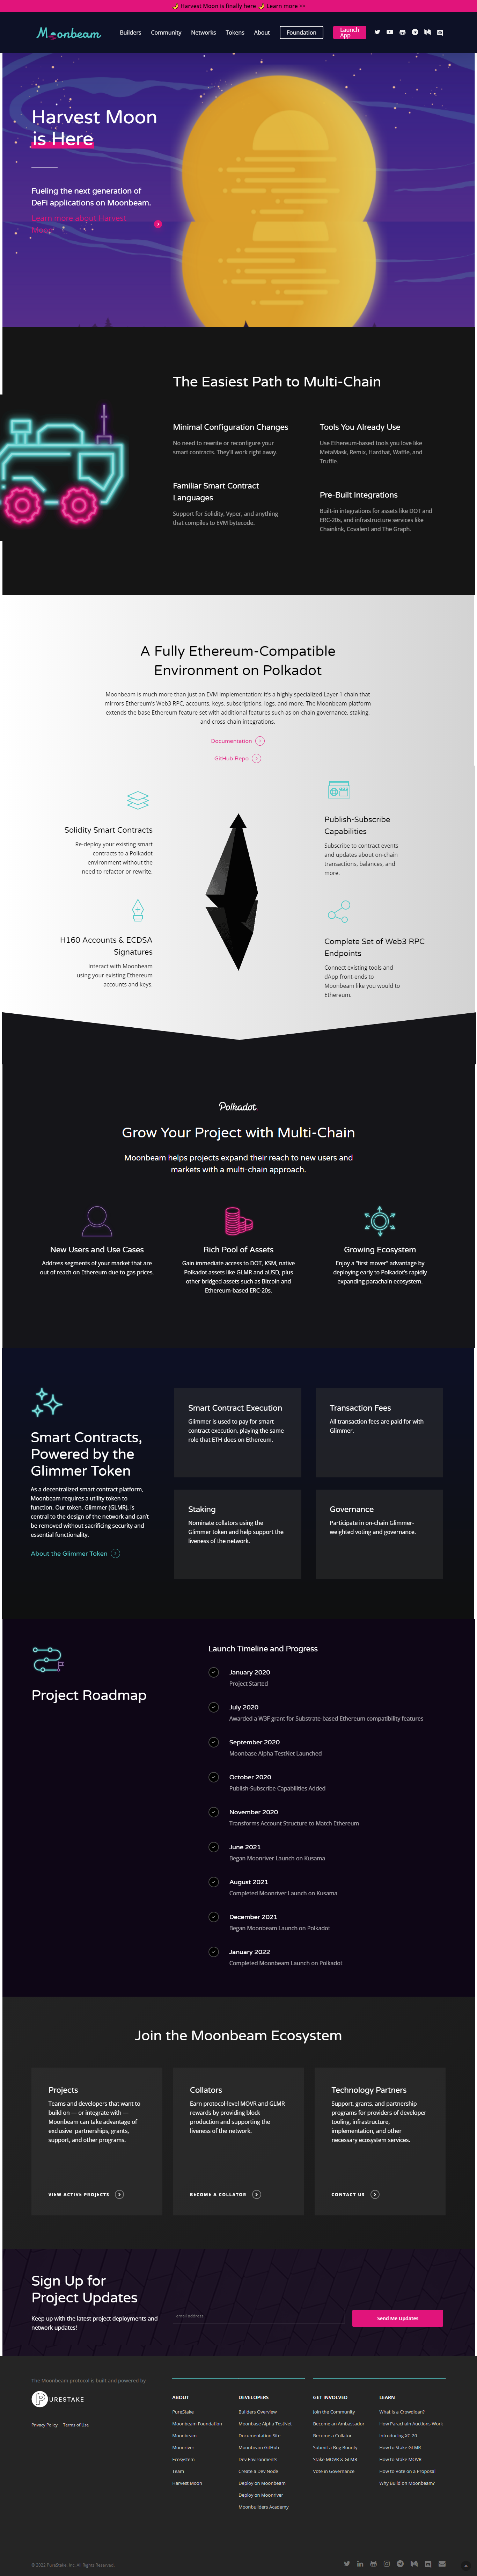 🌙 Harvest Moon is finally here 🌙 Learn more >>
Moonbeam
Builders Community Networks Tokens About Foundation Launch
App
Harvest Moon
is Here
Fueling the next generation of
DeFi applications on Moonbeam.
Learn more about Harvest
Moon
The Easiest Path to Multi-Chain
Minimal Configuration Changes
No need to rewrite or reconfigure your
smart contracts. They'll work right away.
Tools You Already Use
Use Ethereum-based tools you love like
MetaMask, Remix, Hardhat, Waffle, and
Truffle.
Familiar Smart Contract
Languages
Support for Solidity, Vyper, and anything
that compiles to EVM bytecode.
Pre-Built Integrations
Built-in integrations for assets like DOT and
ERC-20s, and infrastructure services like
Chainlink, Covalent and The Graph.
A Fully Ethereum-Compatible
Environment on Polkadot
Moonbeam is much more than just an EVM implementation: it's a highly specialized Layer 1 chain that
mirrors Ethereum's Web3 RPC, accounts, keys, subscriptions, logs, and more. The Moonbeam platform
extends the base Ethereum feature set with additional features such as on-chain governance, staking,
and cross-chain integrations.
Documentation
GitHub Repo
Solidity Smart Contracts
Re-deploy your existing smart
contracts to a Polkadot
environment without the
need to refactor or rewrite.
Publish-Subscribe
Capabilities
Subscribe to contract events
and updates about on-chain
transactions, balances, and
more.
H160 Accounts & ECDSA
Signatures
Interact with Moonbeam
using your existing Ethereum
accounts and keys.
Complete Set of Web3 RPC
Endpoints
Connect existing tools and
dApp front-ends to
Moonbeam like you would to
Ethereum.
Polkadot
Grow Your Project with Multi-Chain
Moonbeam helps projects expand their reach to new users and
markets with a multi-chain approach.
New Users and Use Cases
Address segments of your market that are
out of reach on Ethereum due to gas prices.
Rich Pool of Assets
Gain immediate access to DOT, KSM, native
Polkadot assets like GLMR and aUSD, plus
other bridged assets such as Bitcoin and
Ethereum-based ERC-20s.
Growing Ecosystem
Enjoy a "first mover" advantage by
deploying early to Polkadot's rapidly
expanding parachain ecosystem.
Smart Contracts,
Powered by the
Glimmer Token
As a decentralized smart contract platform,
Moonbeam requires a utility token to
function. Our token, Glimmer (GLMR), is
central to the design of the network and can't
be removed without sacrificing security and
essential functionality.
About the Glimmer Token
Smart Contract Execution
Glimmer is used to pay for smart
contract execution, playing the same
role that ETH does on Ethereum.
Transaction Fees
All transaction fees are paid for with
Glimmer.
Staking
Nominate collators using the
Glimmer token and help support the
liveness of the network.
Governance
Participate in on-chain Glimmer-
weighted voting and governance.
Project Roadmap
Launch Timeline and Progress
January 2020
Project Started
July 2020
Awarded a W3F grant for Substrate-based Ethereum compatibility features
September 2020
Moonbase Alpha TestNet Launched
October 2020
Publish-Subscribe Capabilities Added
November 2020
Transforms Account Structure to Match Ethereum
June 2021
Began Moonriver Launch on Kusama
August 2021
Completed Moonriver Launch on Kusama
December 2021
Began Moonbeam Launch on Polkadot
January 2022
Completed Moonbeam Launch on Polkadot
Join the Moonbeam Ecosystem
Projects
Teams and developers that want to
build on — or integrate with —
Moonbeam can take advantage of
exclusive partnerships, grants,
support, and other programs.
VIEW ACTIVE PROJECTS
Collators
Earn protocol-level MOVR and GLMR
rewards by providing block
production and supporting the
liveness of the network.
BECOME A COLLATOR
Technology Partners
Support, grants, and partnership
programs for providers of developer
tooling, infrastructure,
implementation, and other
necessary ecosystem services.
CONTACT US
Sign Up for
Project Updates
Keep up with the latest project deployments and
network updates!
email address
Send Me Updates
The Moonbeam protocol is built and powered by
PURESTAKE
Privacy Policy Terms of Use
ABOUT
PureStake
Moonbeam Foundation
Moonbeam
Moonriver
Ecosystem
Team
Harvest Moon
DEVELOPERS
Builders Overview
Moonbase Alpha TestNet
Documentation Site
Moonbeam GitHub
Dev Environments
Create a Dev Node
Deploy on Moonbeam
Deploy on Moonriver
Moonbuilders Academy
GET INVOLVED
Join the Community
Become an Ambassador
Become a Collator
Submit a Bug Bounty
Stake MOVR & GLMR
Vote in Governance
LEARN
What is a Crowdloan?
How Parachain Auctions Work
Introducing XC-20
How to Stake GLMR
How to Stake MOVR
How to Vote on a Proposal
Why Build on Moonbeam?
© 2022 PureStake, Inc. All Rights Reserved.